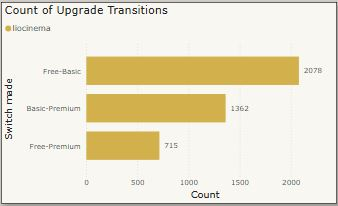 Count of Upgrade Transitions
liocinema
Switch made
Free-Basic 2078
Basic-Premium 1362
Free-Premium 715
0 500 1000 1500 2000
Count